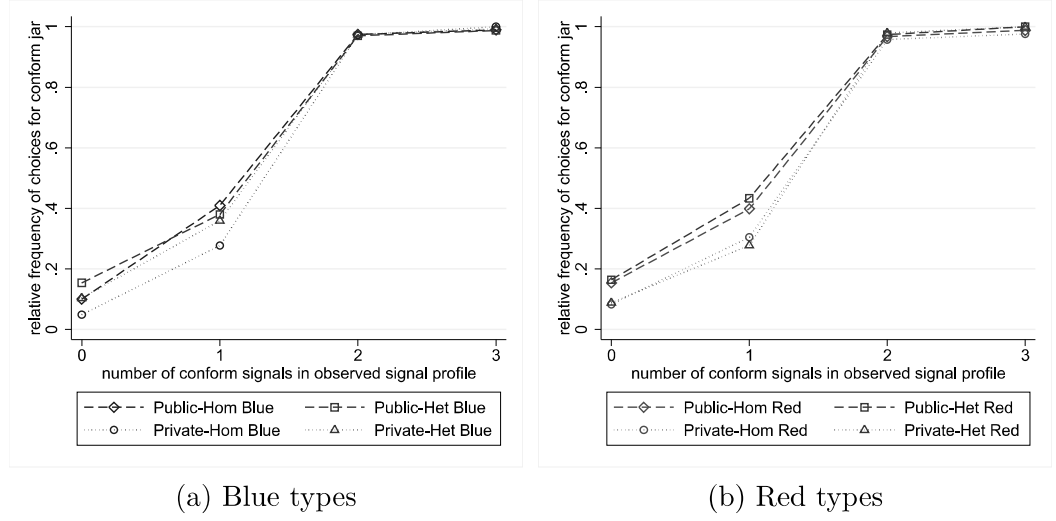 relative frequency of choices for conform jar
0 .2 .4 .6 .8 1
0 1 2 3
number of conform signals in observed signal profile
Public-Hom Blue Public-Het Blue
Private-Hom Blue Private-Het Blue
(a) Blue types
relative frequency of choices for conform jar
0 .2 .4 .6 .8 1
0 1 2 3
number of conform signals in observed signal profile
Public-Hom Red Public-Het Red
Private-Hom Red Private-Het Red
(b) Red types